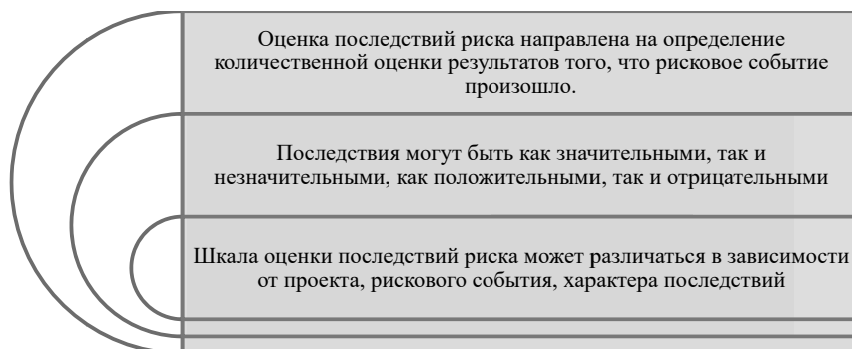 Оценка последствий риска направлена на определение
количественной оценки результатов того, что рисковое событие
произошло.
Последствия могут быть как значительными, так и
незначительными, как положительными, так и отрицательными
Шкала оценки последствий риска может различаться в зависимости
от проекта, рискового события, характера последствий